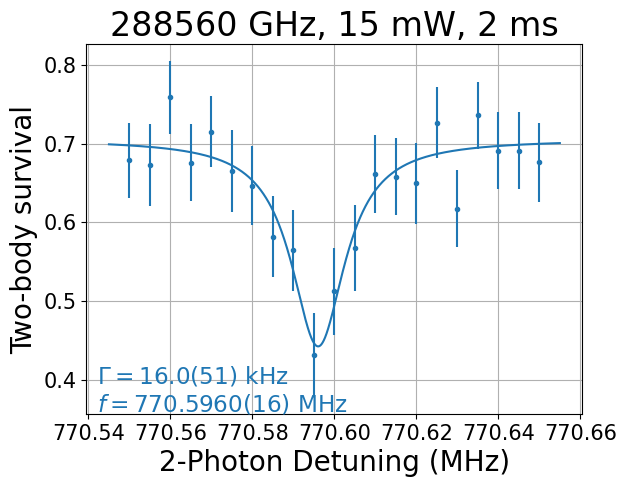 288560 GHz, 15 mW, 2 ms
Two-body survival
0.8
0.7
0.6
0.5
0.4
Γ = 16.0(51) kHz
f = 770.5960(16) MHz
770.54 770.56 770.58 770.60 770.62 770.64 770.66
2-Photon Detuning (MHz)